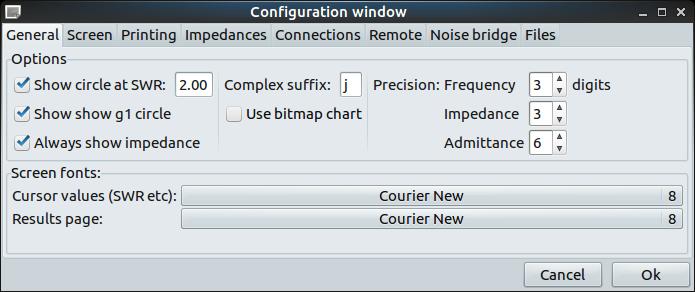 Configuration window
General Screen Printing Impedances Connections Remote Noise bridge Files
Options
Show circle at SWR: 2.00 Complex suffix: j Precision: Frequency 3 digits
Show show g1 circle Use bitmap chart Impedance 3
Always show impedance Admittance 6
Screen fonts:
Cursor values (SWR etc): Courier New 8
Results page: Courier New 8
Cancel Ok